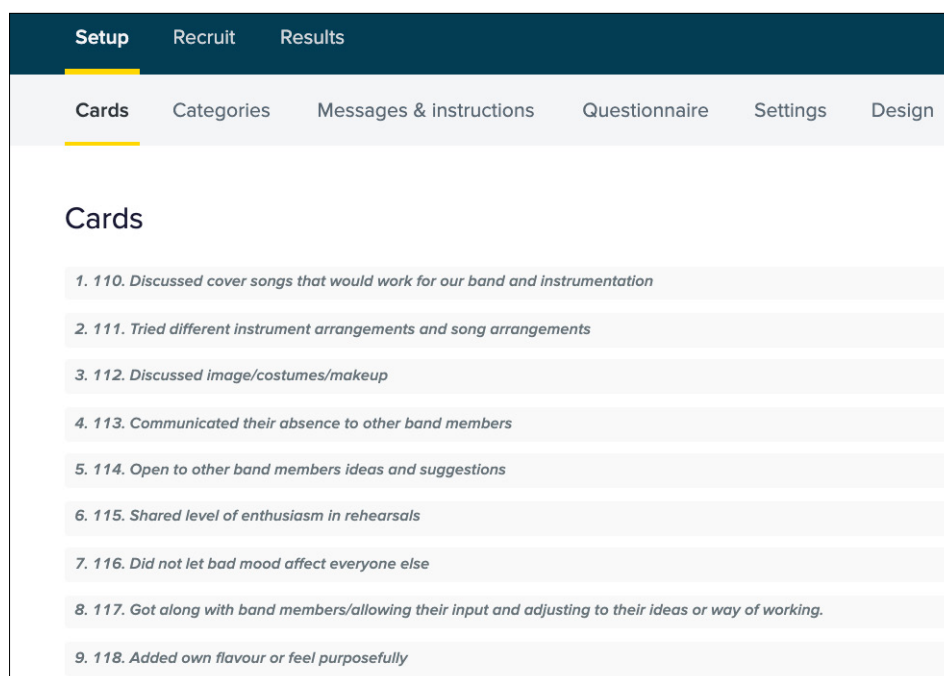 Setup Recruit Results
Cards Categories Messages & instructions Questionnaire Settings Design
Cards
1. 110. Discussed cover songs that would work for our band and instrumentation
2. 111. Tried different instrument arrangements and song arrangements
3. 112. Discussed image/costumes/makeup
4. 113. Communicated their absence to other band members
5. 114. Open to other band members ideas and suggestions
6. 115. Shared level of enthusiasm in rehearsals
7. 116. Did not let bad mood affect everyone else
8. 117. Got along with band members/allowing their input and adjusting to their ideas or way of working.
9. 118. Added own flavour or feel purposefully